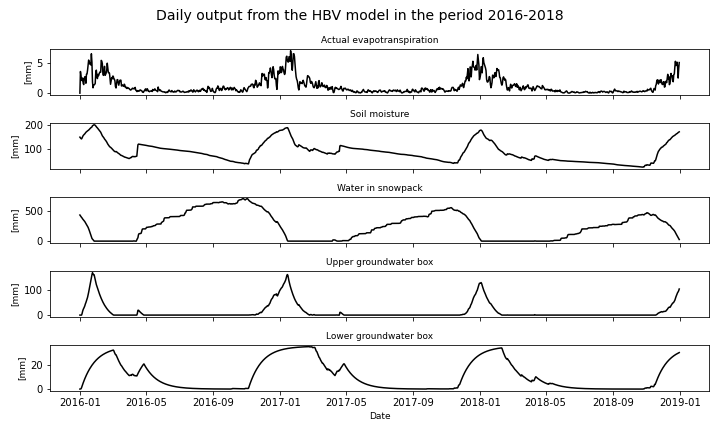 Daily output from the HBV model in the period 2016-2018
Actual evapotranspiration
[mm]
5
0
Soil moisture
[mm]
200
100
Water in snowpack
[mm]
500
0
Upper groundwater box
[mm]
100
0
Lower groundwater box
[mm]
20
0
2016-01 2016-05 2016-09 2017-01 2017-05 2017-09 2018-01 2018-05 2018-09 2019-01
Date